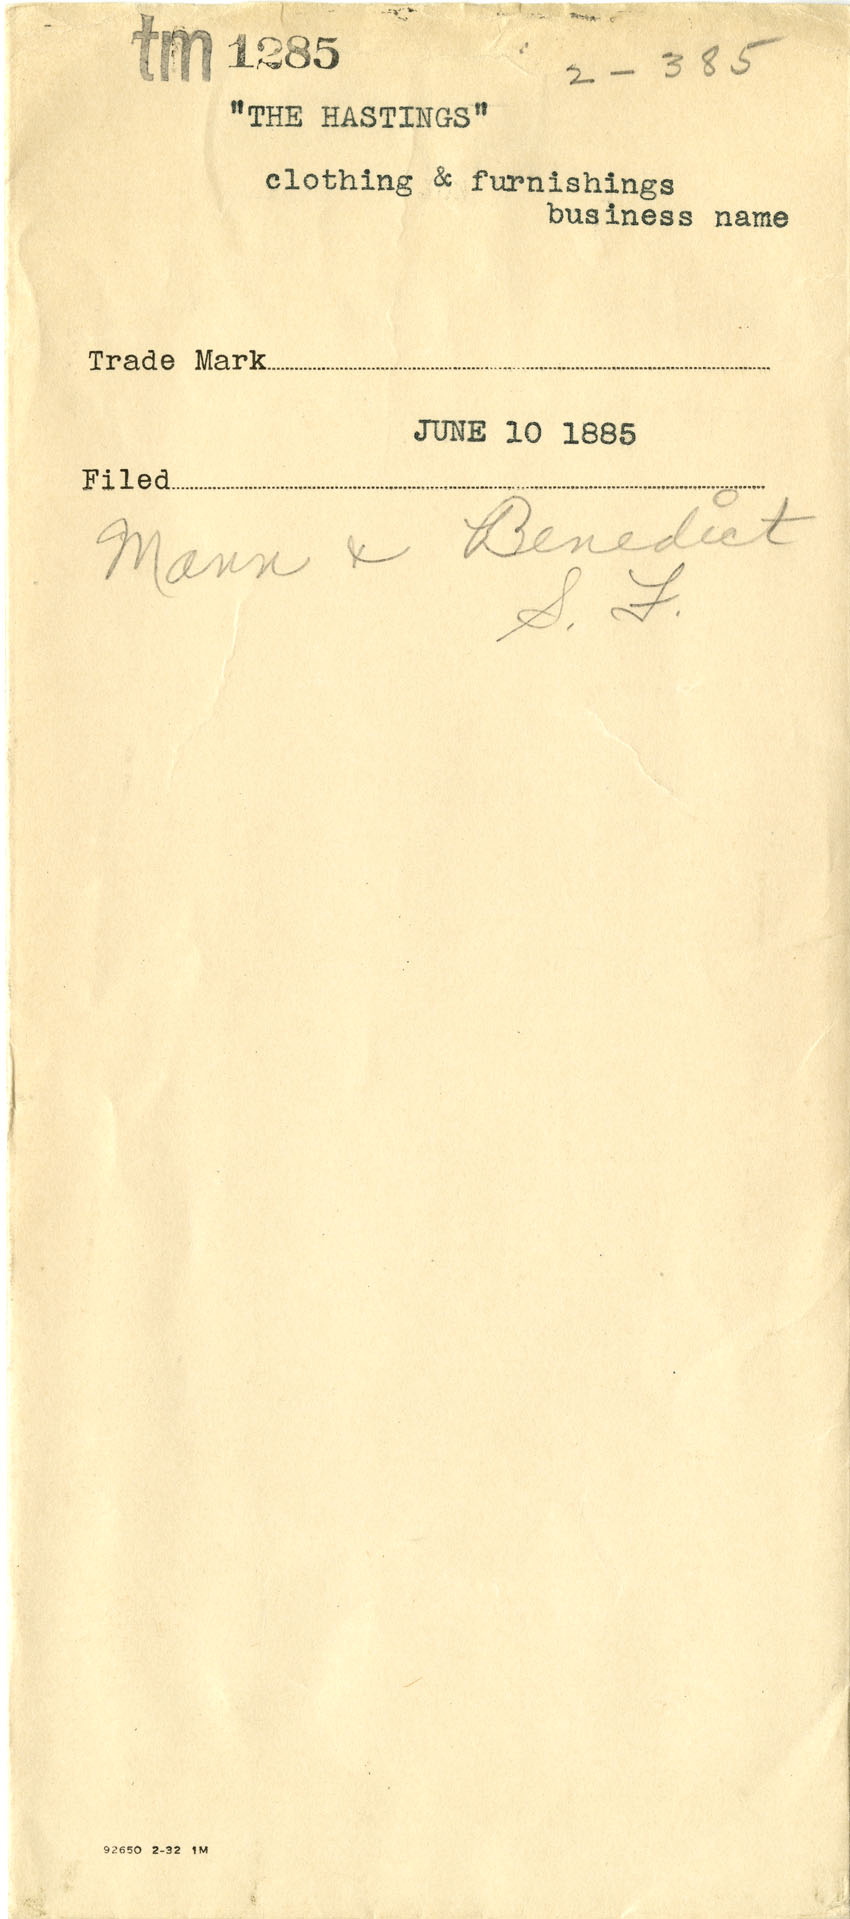 tm 1285
2-385
"THE HASTINGS"
clothing & furnishings
business name
Trade Mark
JUNE 10 1885
Filed
Mann & Benedict
S. F.
92650 2-32 1M